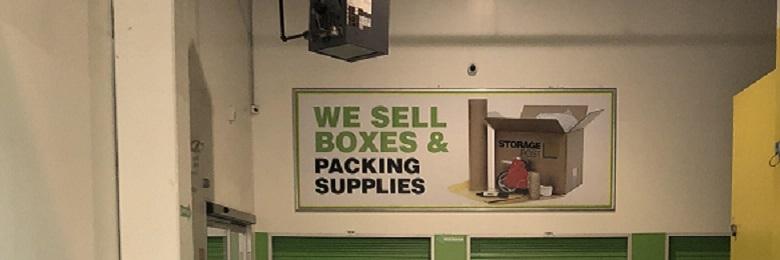 WE SELL
BOXES &
PACKING
SUPPLIES
STORAGE
POST